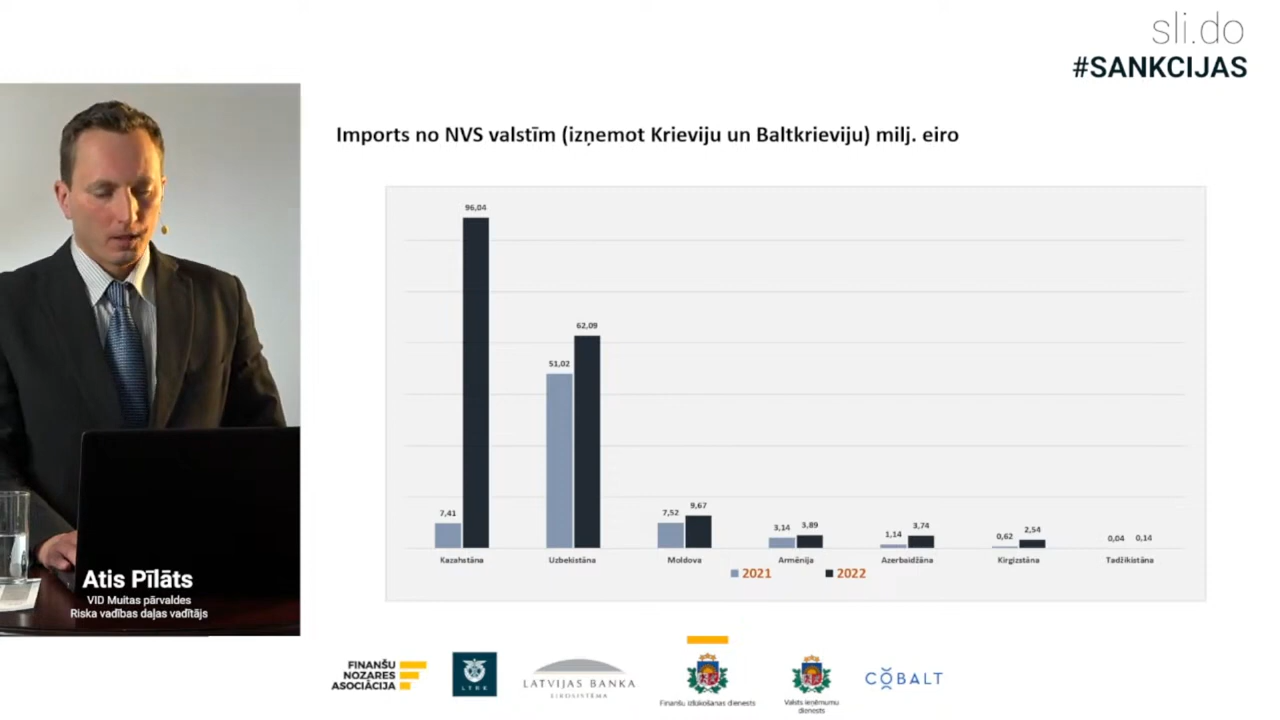 sli.do
#SANKCIJAS
Imports no NVS valstīm (izņemot Krieviju un Baltkrieviju) milj. eiro
96,04
62,09
51,02
7,41
7,52
9,67
3,14
3,89
1,14
3,74
0,62
2,54
0,04
0,14
Kazahstāna
Uzbekistāna
Moldova
Armēnija
Azerbaidžāna
Kirgizstāna
Tadžikistāna
2021
2022
Atis Pīlāts
VID Muitas pārvaldes
Riska vadības daļas vadītājs
FINANŠU
NOZARES
ASOCIĀCIJA
LTRK
LATVIJAS BANKA
EIROSISTĒMA
Finanšu izlūkošanas dienests
Valsts ieņēmumu
dienests
COBALT